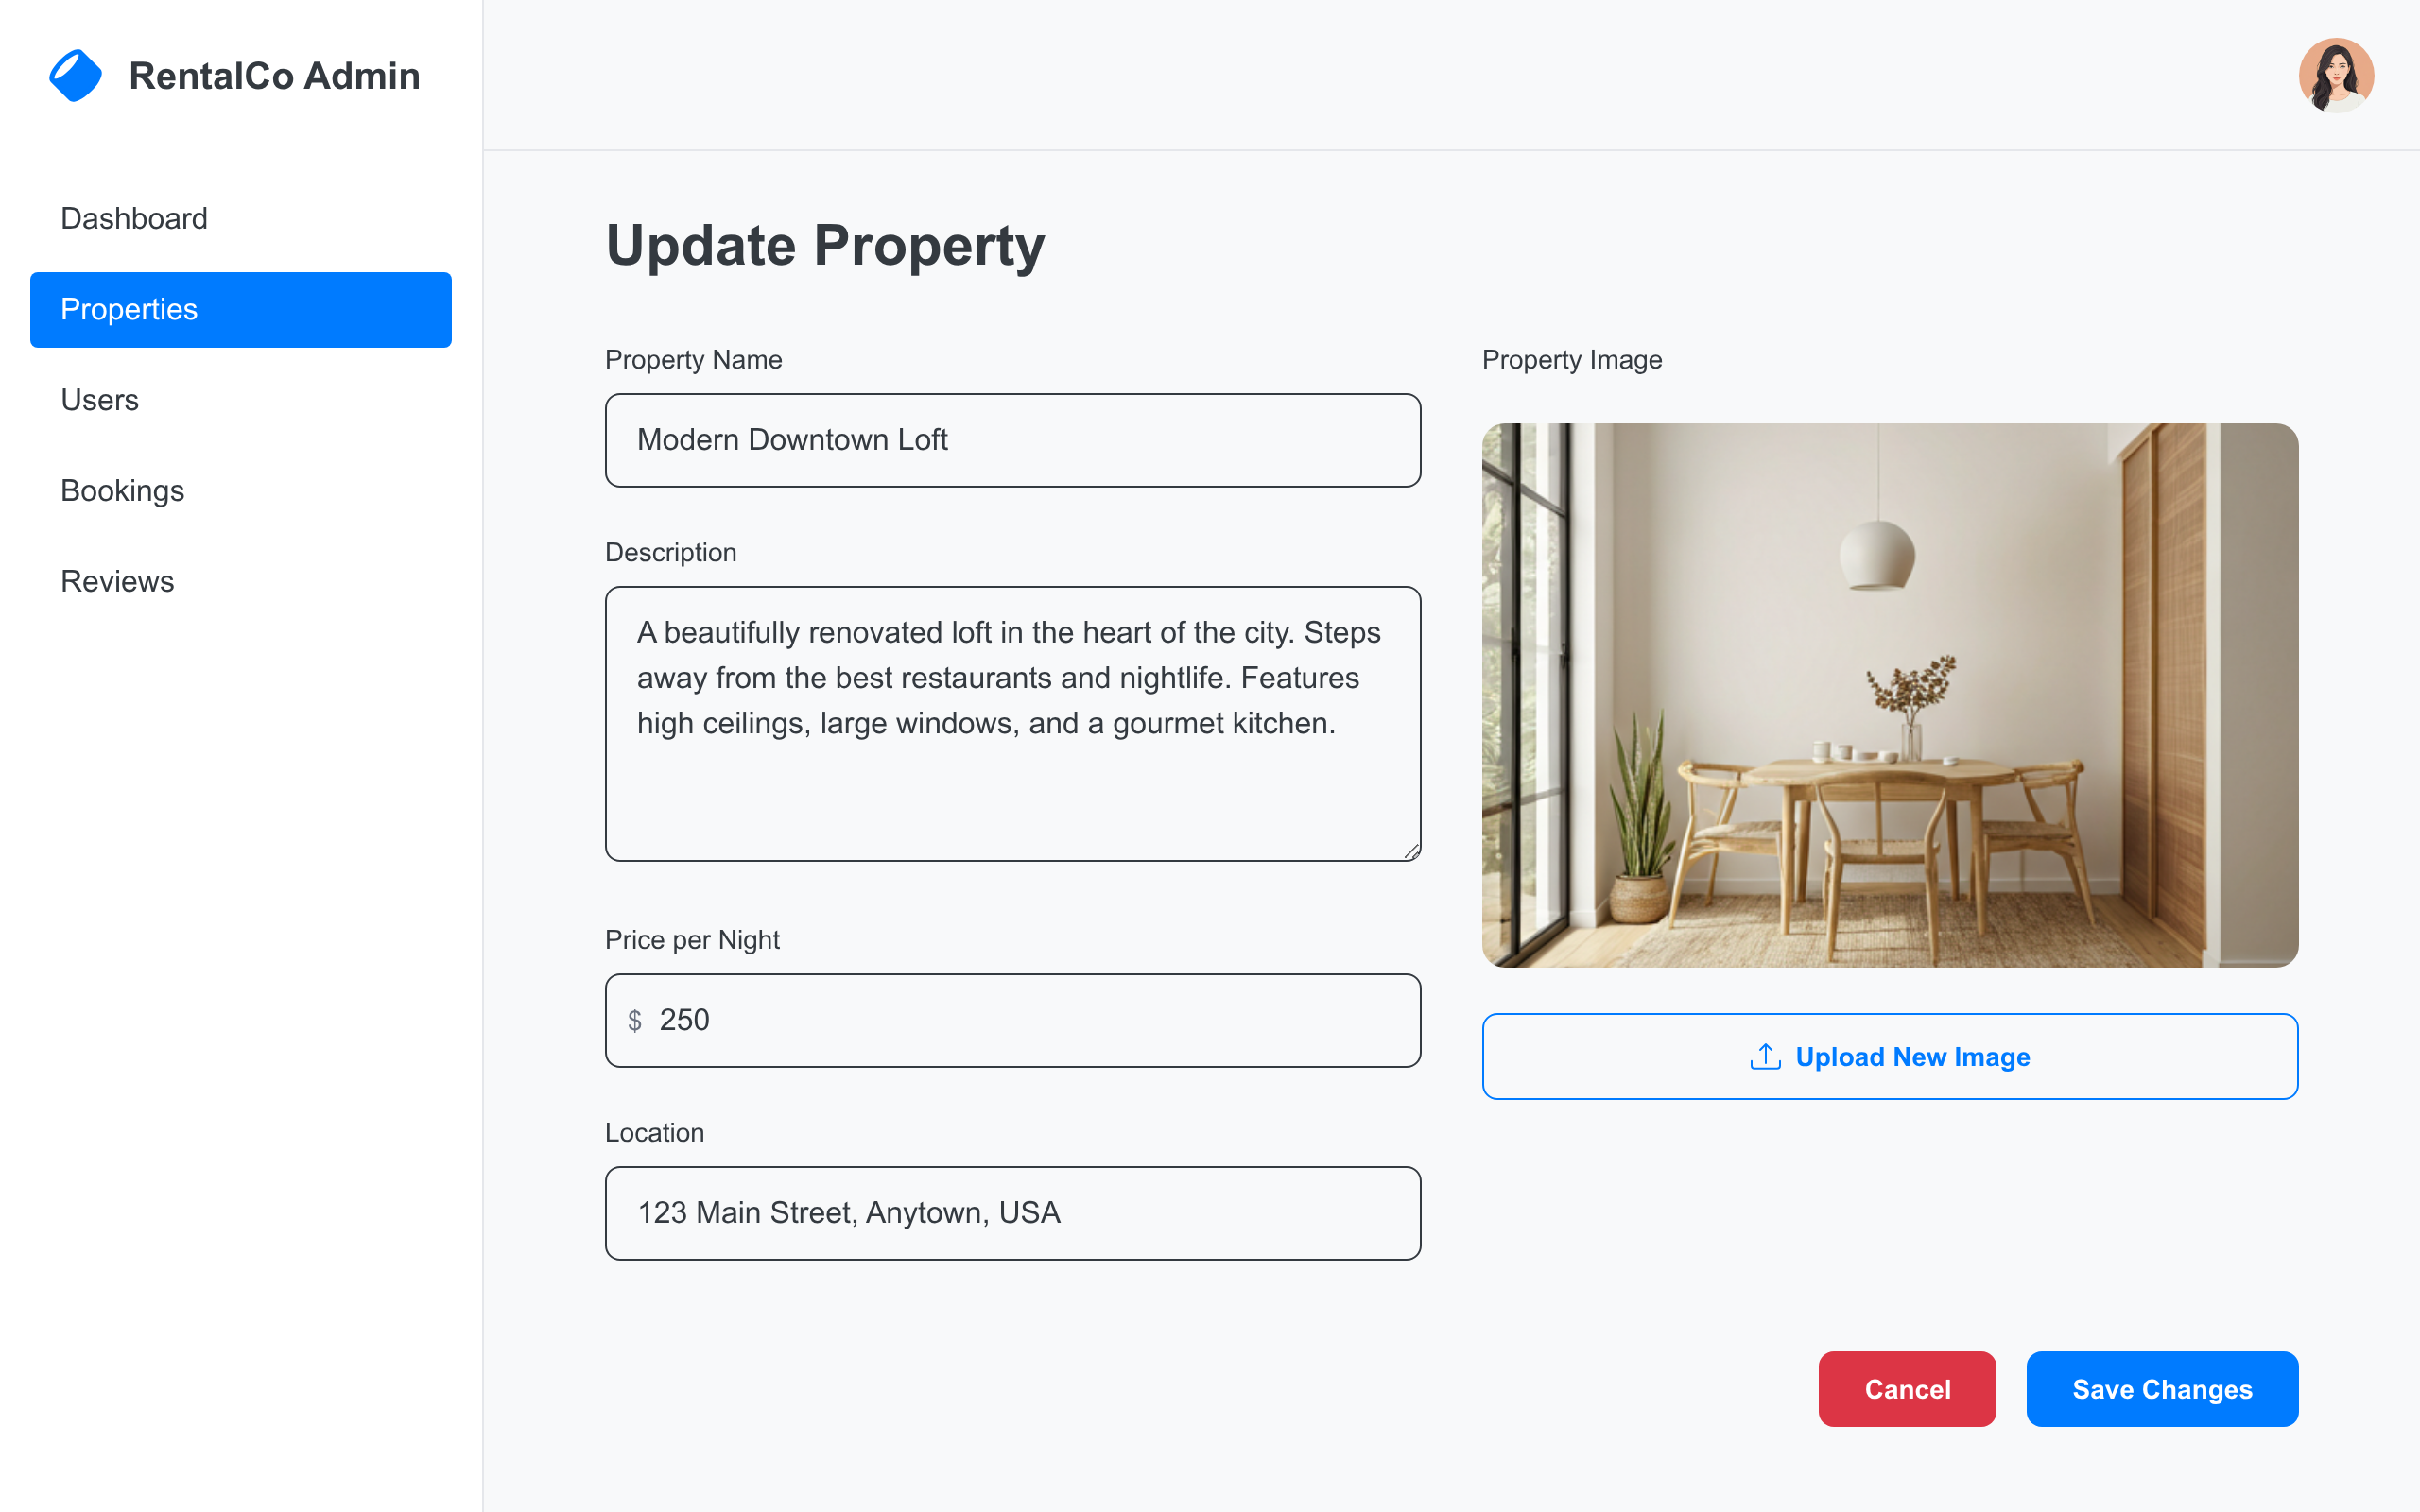 RentalCo Admin
Dashboard
Properties
Users
Bookings
Reviews
Update Property
Property Name
Modern Downtown Loft
Description
A beautifully renovated loft in the heart of the city. Steps
away from the best restaurants and nightlife. Features
high ceilings, large windows, and a gourmet kitchen.
Price per Night
$ 250
Location
123 Main Street, Anytown, USA
Property Image
Upload New Image
Cancel
Save Changes